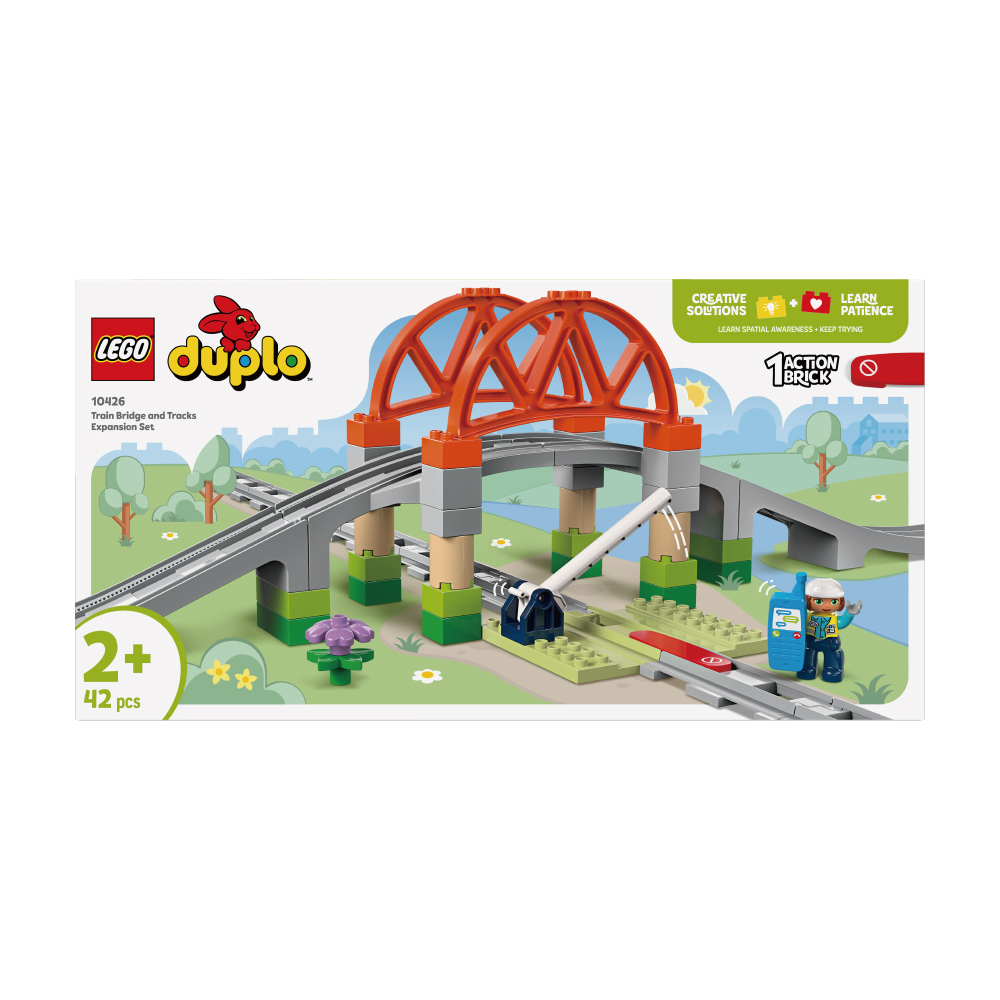 LEGO
duplo
TM
10426
Train Bridge and Tracks
Expansion Set
CREATIVE
SOLUTIONS
+
LEARN
PATIENCE
LEARN SPATIAL AWARENESS • KEEP TRYING
1 ACTION
BRICK
2+
42 pcs